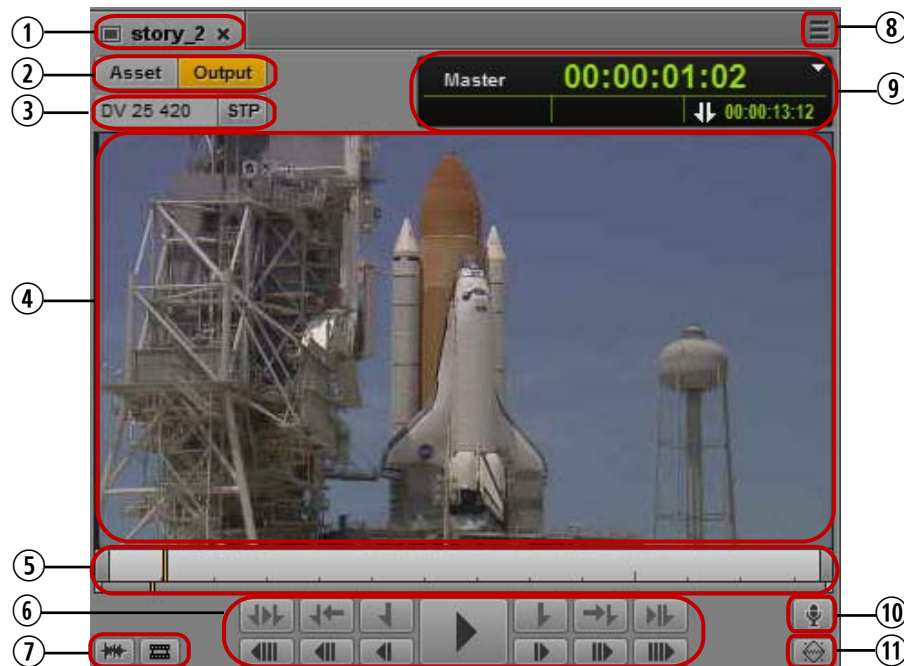 ① story_2 ×
⑧
② Asset Output
Master 00:00:01:02
⑨
③ DV 25 420 STP
00:00:13:12
④
⑤
⑥
⑩
⑦
⑪